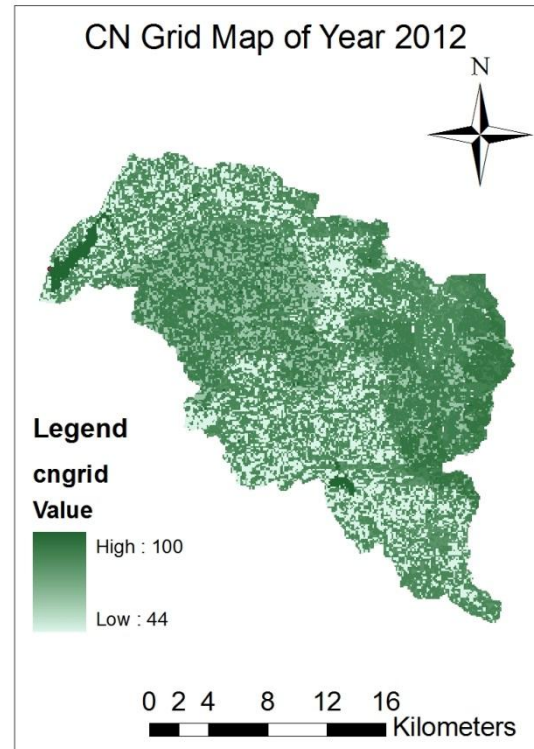 CN Grid Map of Year 2012
N
Legend
cngrid
Value
High : 100
Low : 44
0 2 4 8 12 16
Kilometers